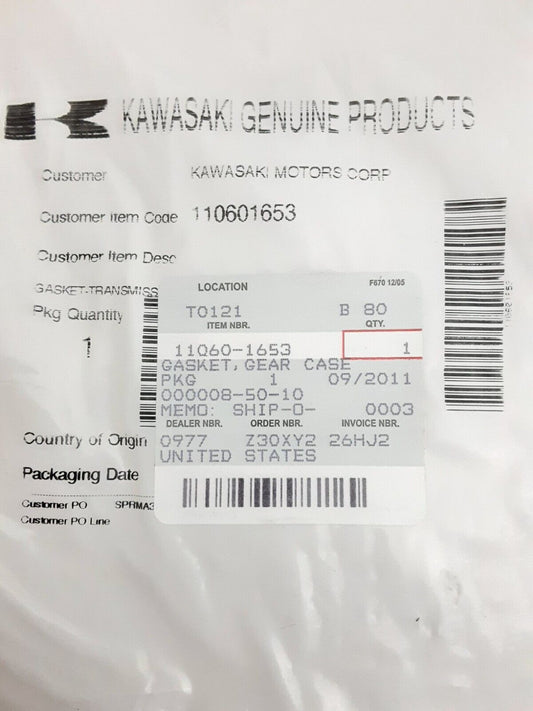 KAWASAKI GENUINE PRODUCTS
Customer KAWASAKI MOTORS CORP
Customer Item Code 110601653
Customer Item Desc
GASKET-TRANSMISS
Pkg Quantity
1
LOCATION F670 12/05
T0121 B 80
ITEM NBR. QTY.
11060-1653 1
GASKET, GEAR CASE
PKG 1 09/2011
000008-50-10
MEMO: SHIP-O- 0003
DEALER NBR. ORDER NBR. INVOICE NBR.
0977 Z30XY2 26HJ2
UNITED STATES
Country of Origin
Packaging Date
Customer PO SPRMA3
Customer PO Line